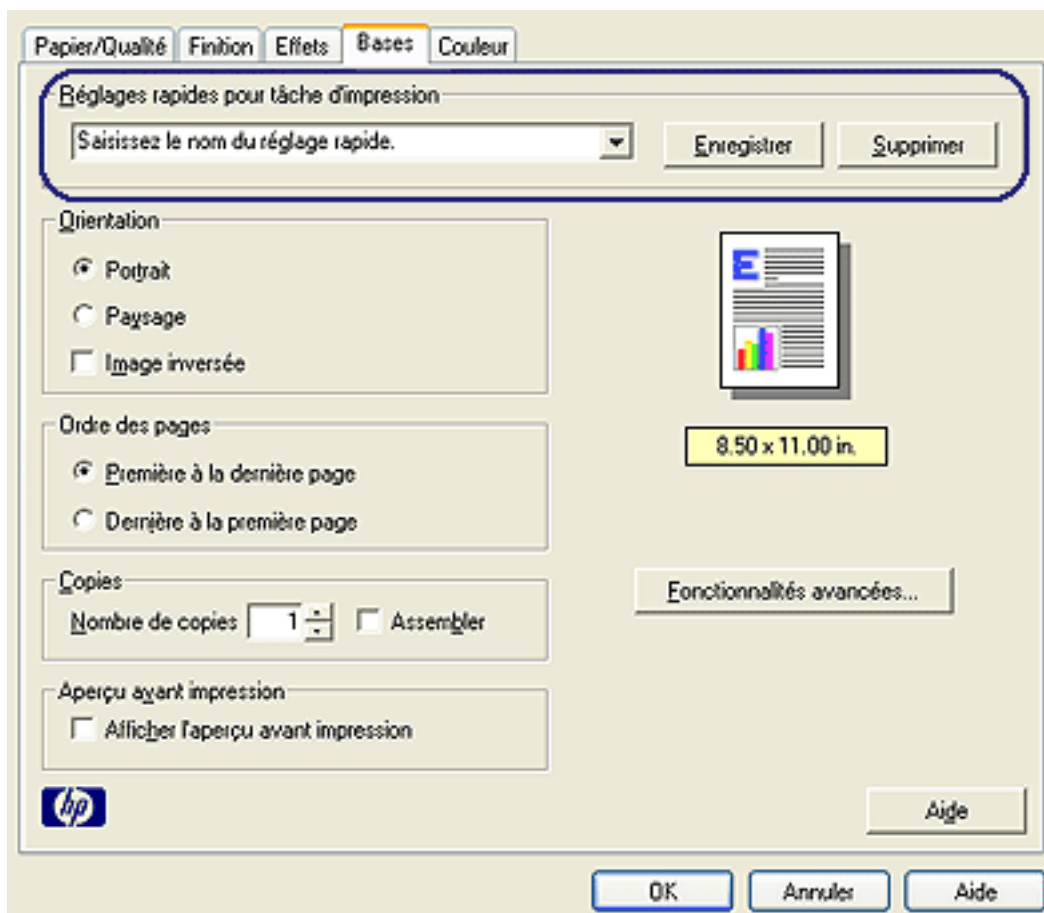 Papier/Qualité Finition Effets Bases Couleur
Réglages rapides pour tâche d'impression
Saisissez le nom du réglage rapide. Enregistrer Supprimer
Orientation
Portrait
Paysage
Image inversée
E
8.50 x 11.00 in.
Ordre des pages
Première à la dernière page
Dernière à la première page
Copies
Nombre de copies 1 Assembler
Fonctionnalités avancées...
Aperçu avant impression
Afficher l'aperçu avant impression
hp
Aide
OK Annuler Aide